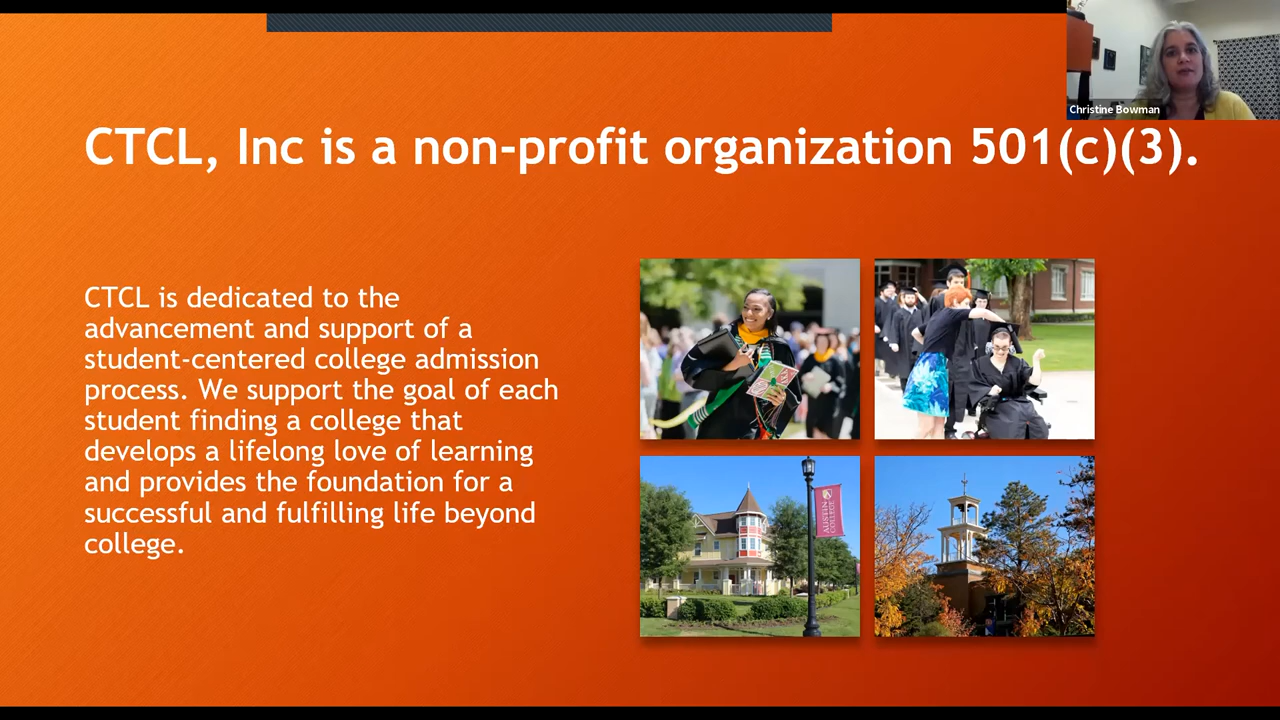 Christine Bowman
CTCL, Inc is a non-profit organization 501(c)(3).
CTCL is dedicated to the
advancement and support of a
student-centered college admission
process. We support the goal of each
student finding a college that
develops a lifelong love of learning
and provides the foundation for a
successful and fulfilling life beyond
college.
AUSTIN
COLLEGE